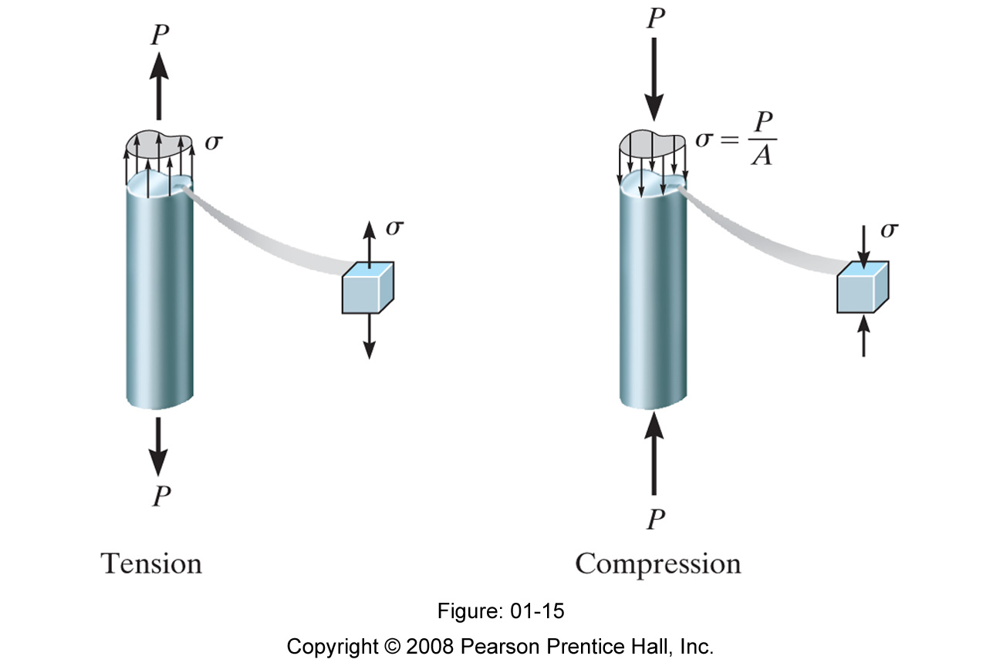 P
P
σ
σ = P/A
σ
σ
P
P
Tension
Compression
Figure: 01-15
Copyright © 2008 Pearson Prentice Hall, Inc.